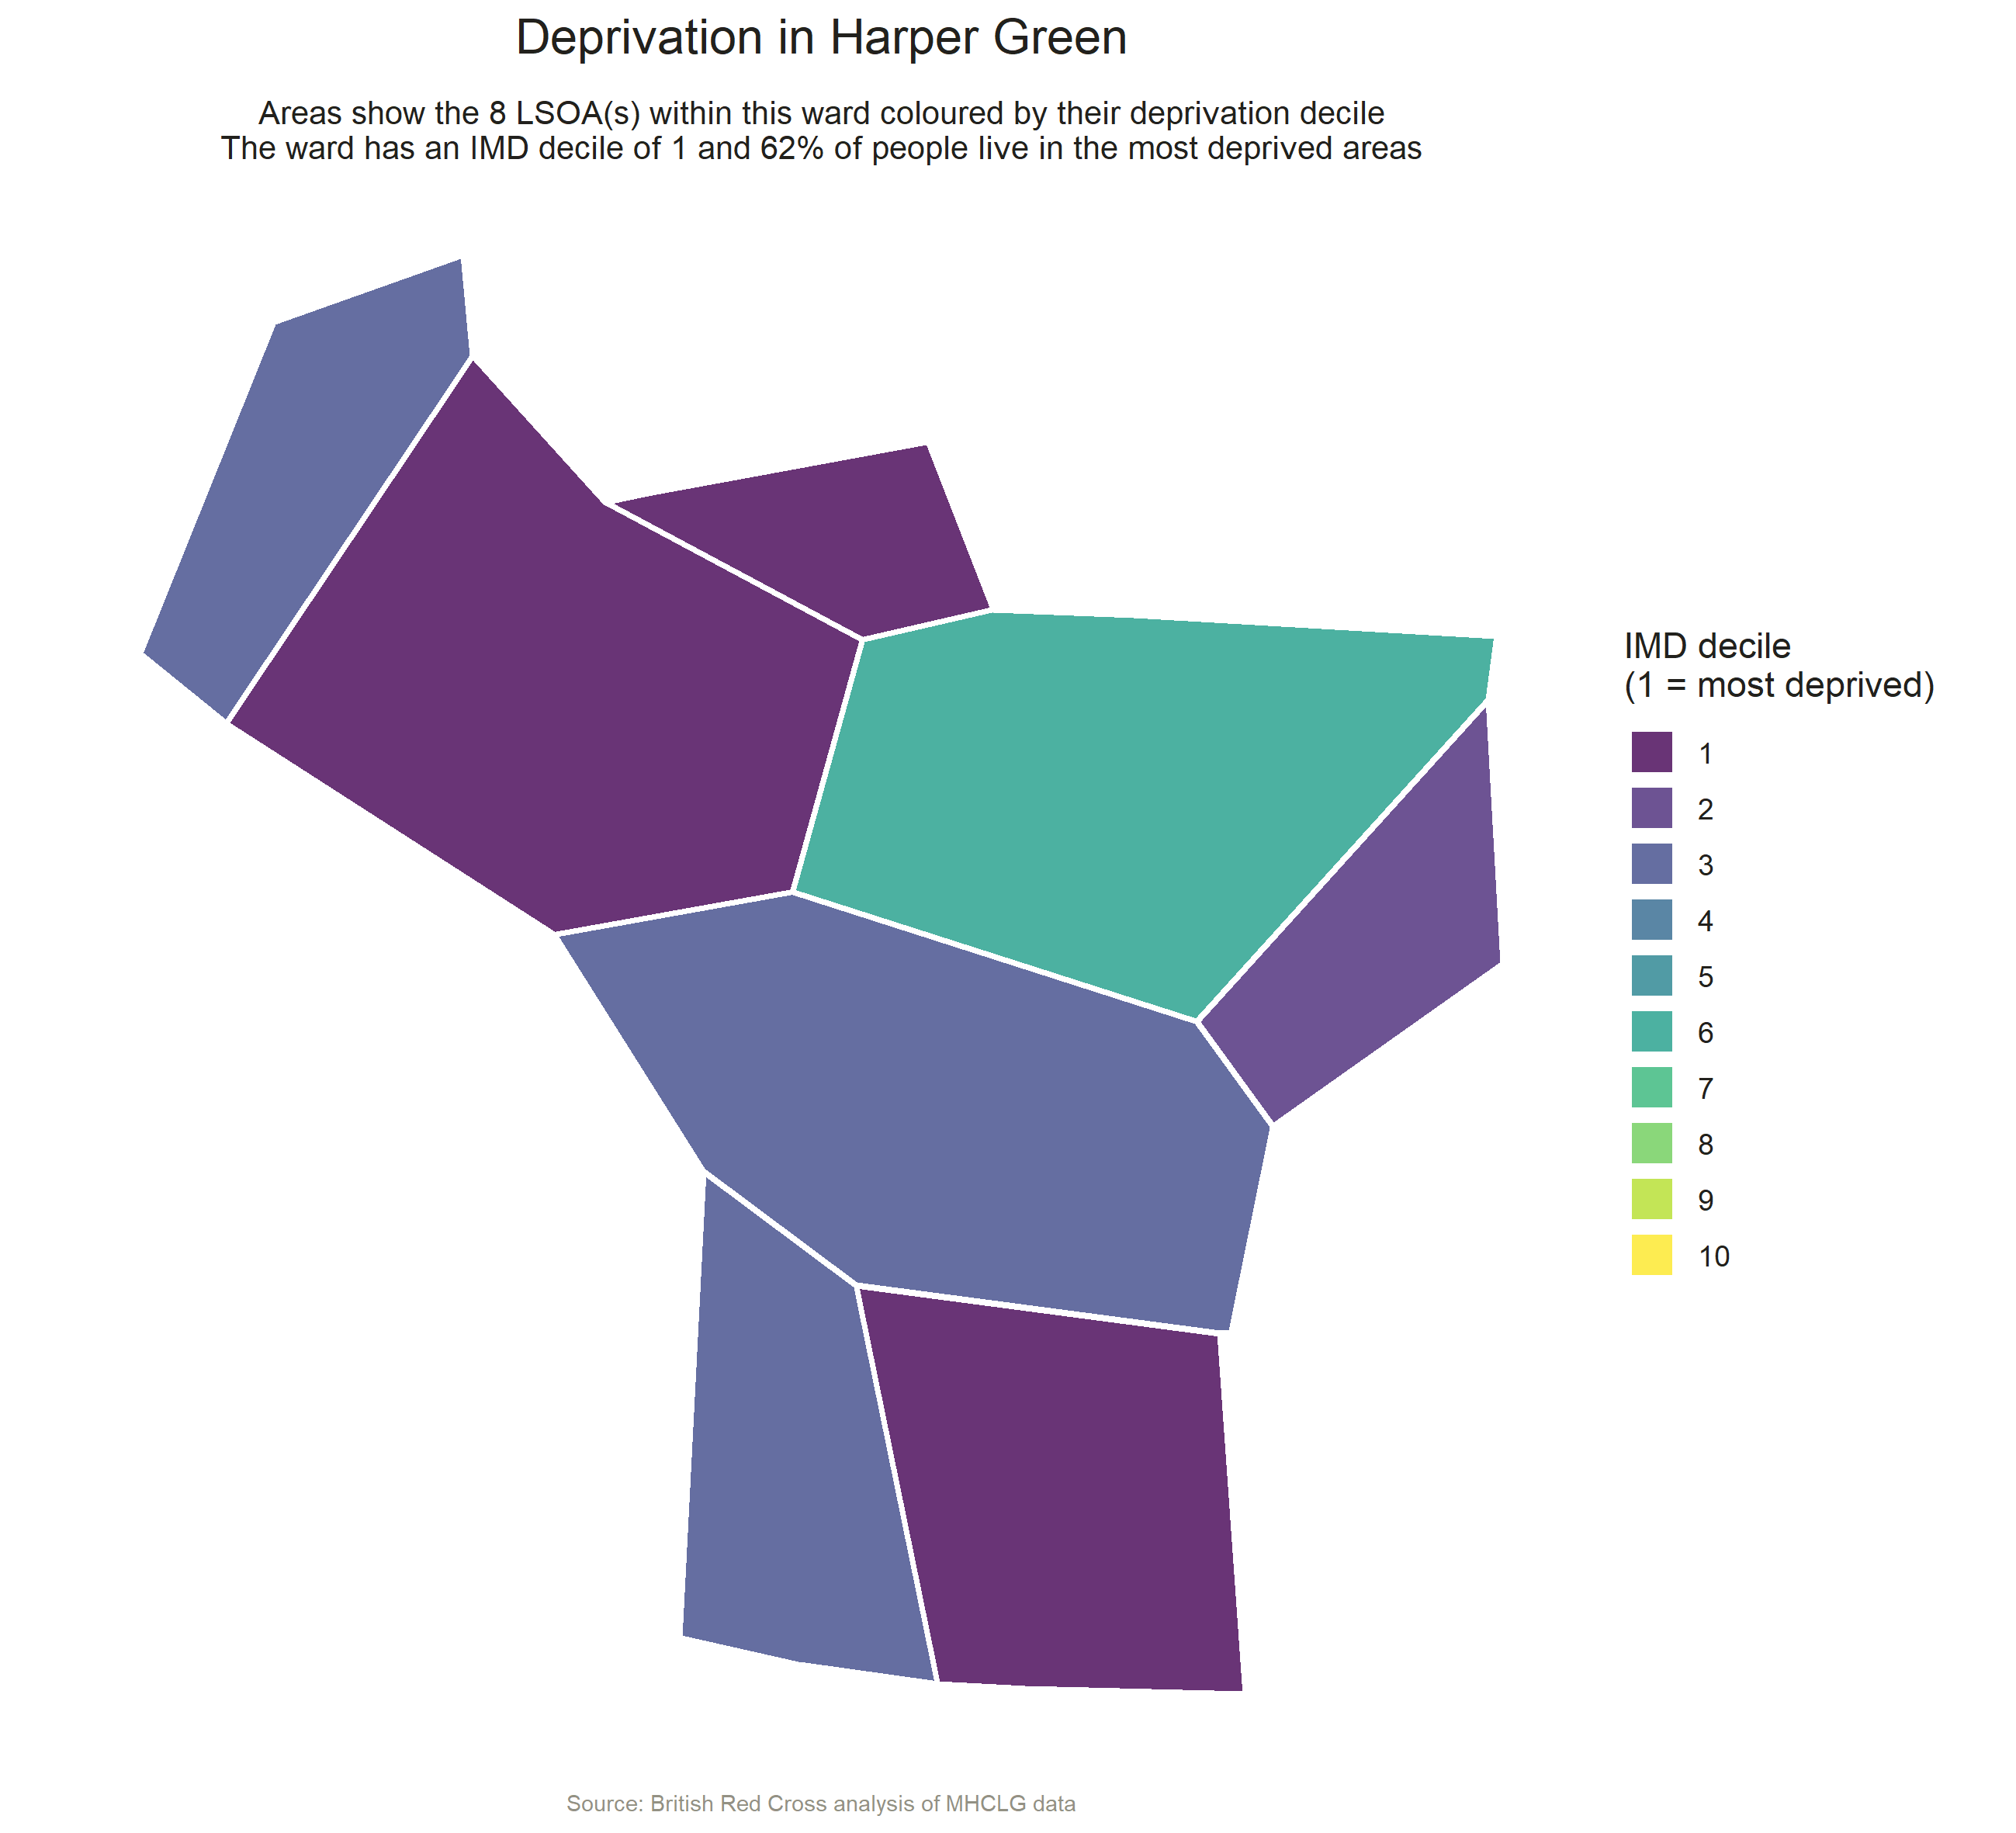 Deprivation in Harper Green
Areas show the 8 LSOA(s) within this ward coloured by their deprivation decile
The ward has an IMD decile of 1 and 62% of people live in the most deprived areas
IMD decile
(1 = most deprived)
1
2
3
4
5
6
7
8
9
10
Source: British Red Cross analysis of MHCLG data